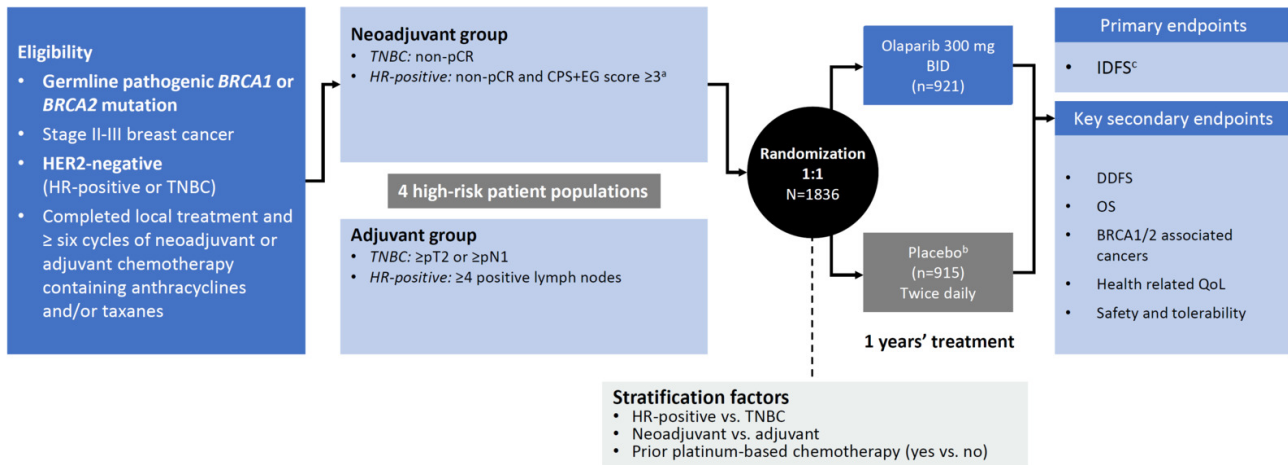 Eligibility
• Germline pathogenic BRCA1 or
BRCA2 mutation
• Stage II-III breast cancer
• HER2-negative
(HR-positive or TNBC)
• Completed local treatment and
≥ six cycles of neoadjuvant or
adjuvant chemotherapy
containing anthracyclines
and/or taxanes
Neoadjuvant group
• TNBC: non-pCR
• HR-positive: non-pCR and CPS+EG score ≥3ᵃ
4 high-risk patient populations
Adjuvant group
• TNBC: ≥pT2 or ≥pN1
• HR-positive: ≥4 positive lymph nodes
Randomization
1:1
N=1836
Olaparib 300 mg
BID
(n=921)
Placeboᵇ
(n=915)
Twice daily
1 years’ treatment
Primary endpoints
• IDFSᶜ
Key secondary endpoints
• DDFS
• OS
• BRCA1/2 associated
cancers
• Health related QoL
• Safety and tolerability
Stratification factors
• HR-positive vs. TNBC
• Neoadjuvant vs. adjuvant
• Prior platinum-based chemotherapy (yes vs. no)